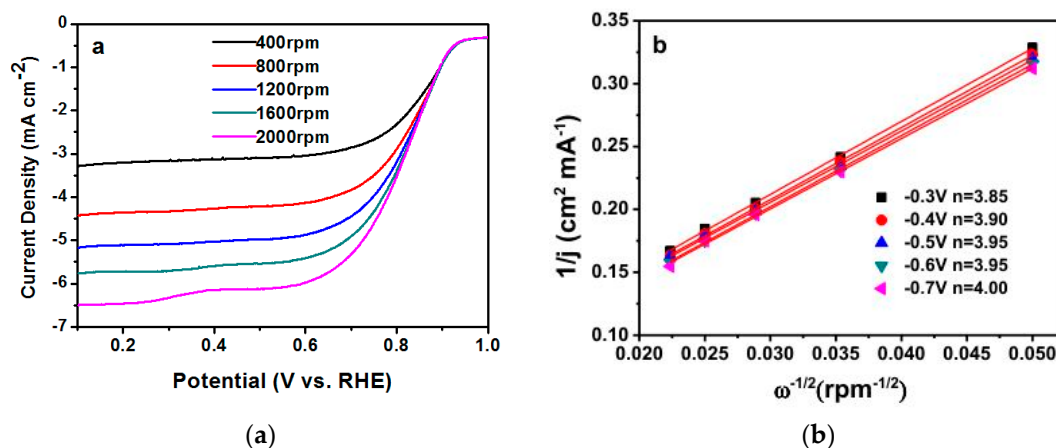 a
400rpm
800rpm
1200rpm
1600rpm
2000rpm
0
-1
-2
-3
-4
-5
-6
-7
Current Density (mA cm⁻²)
0.2 0.4 0.6 0.8 1.0
Potential (V vs. RHE)
(a)
b
0.35
0.30
0.25
0.20
0.15
0.10
1/j (cm² mA⁻¹)
-0.3V n=3.85
-0.4V n=3.90
-0.5V n=3.95
-0.6V n=3.95
-0.7V n=4.00
0.020 0.025 0.030 0.035 0.040 0.045 0.050
ω⁻¹/²(rpm⁻¹/²)
(b)